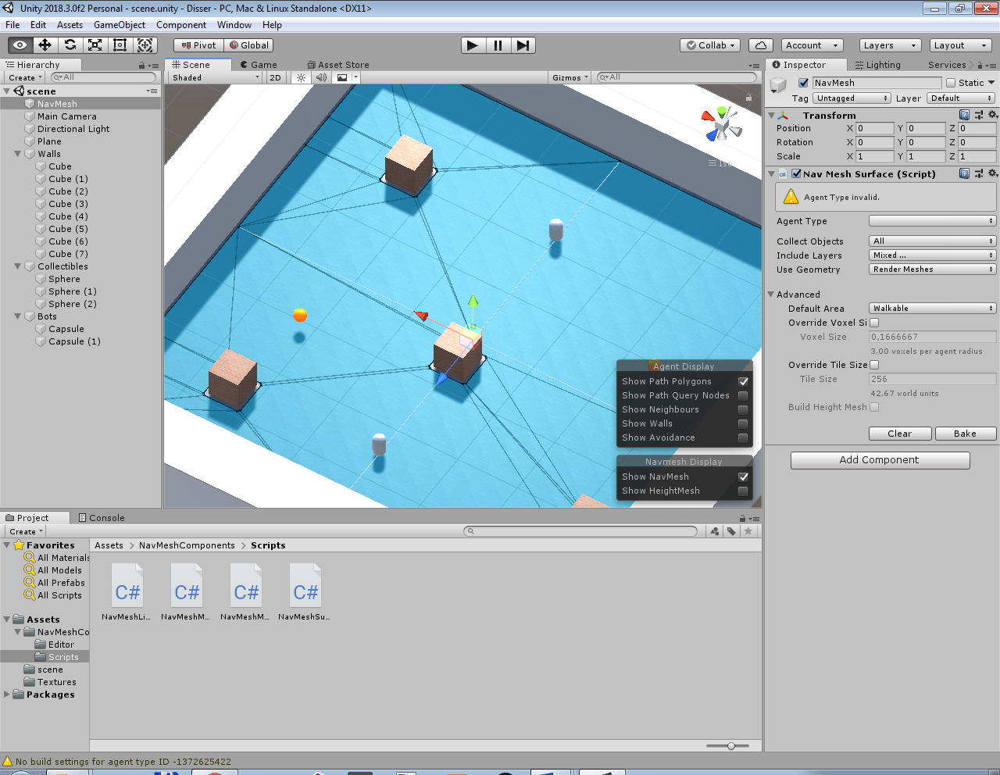 Unity 2018.3.0f2 Personal - scene.unity - Disser - PC, Mac & Linux Standalone <DX11>
File Edit Assets GameObject Component Window Help
Pivot Global Collab Account Layers Layout
Hierarchy
Create All
scene
NavMesh
Main Camera
Directional Light
Plane
Walls
Cube
Cube (1)
Cube (2)
Cube (3)
Cube (4)
Cube (5)
Cube (6)
Cube (7)
Collectibles
Sphere
Sphere (1)
Sphere (2)
Bots
Capsule
Capsule (1)
Scene Game Asset Store
Shaded 2D Gizmos All
Iso
Agent Display
Show Path Polygons
Show Path Query Nodes
Show Neighbours
Show Walls
Show Avoidance
Navmesh Display
Show NavMesh
Show HeightMesh
Inspector Lighting Services
NavMesh Static
Tag Untagged Layer Default
Transform
Position X 0 Y 0 Z 0
Rotation X 0 Y 0 Z 0
Scale X 1 Y 1 Z 1
Nav Mesh Surface (Script)
Agent Type invalid.
Agent Type
Collect Objects All
Include Layers Mixed ...
Use Geometry Render Meshes
Advanced
Default Area Walkable
Override Voxel Si
Voxel Size 0,1666667
3,00 voxels per agent radius
Override Tile Size
Tile Size 256
42,67 world units
Build Height Mesh
Clear Bake
Add Component
Project Console
Create
Favorites
All Materials
All Models
All Prefabs
All Scripts
Assets
NavMeshCo
Editor
Scripts
scene
Textures
Packages
Assets NavMeshComponents Scripts
C# C# C# C#
NavMeshLi... NavMeshM... NavMeshM... NavMeshSu...
No build settings for agent type ID -1372625422